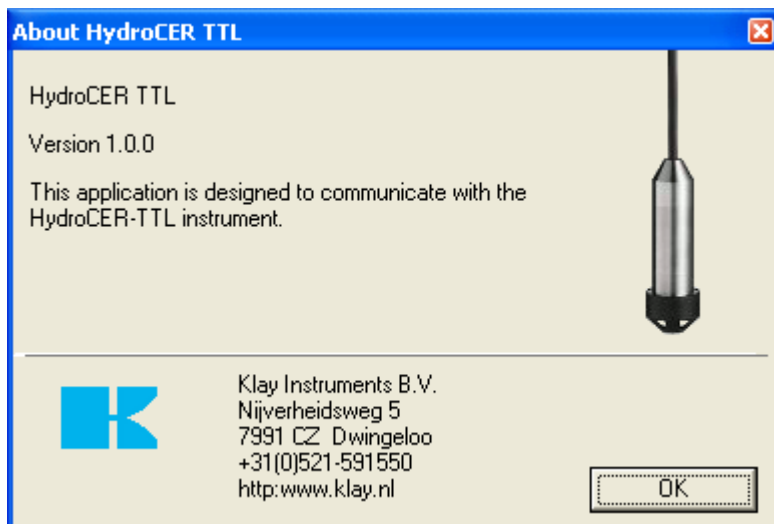 About HydroCER TTL
HydroCER TTL
Version 1.0.0
This application is designed to communicate with the
HydroCER-TTL instrument.
Klay Instruments B.V.
Nijverheidsweg 5
7991 CZ  Dwingeloo
+31(0)521-591550
http:www.klay.nl
OK